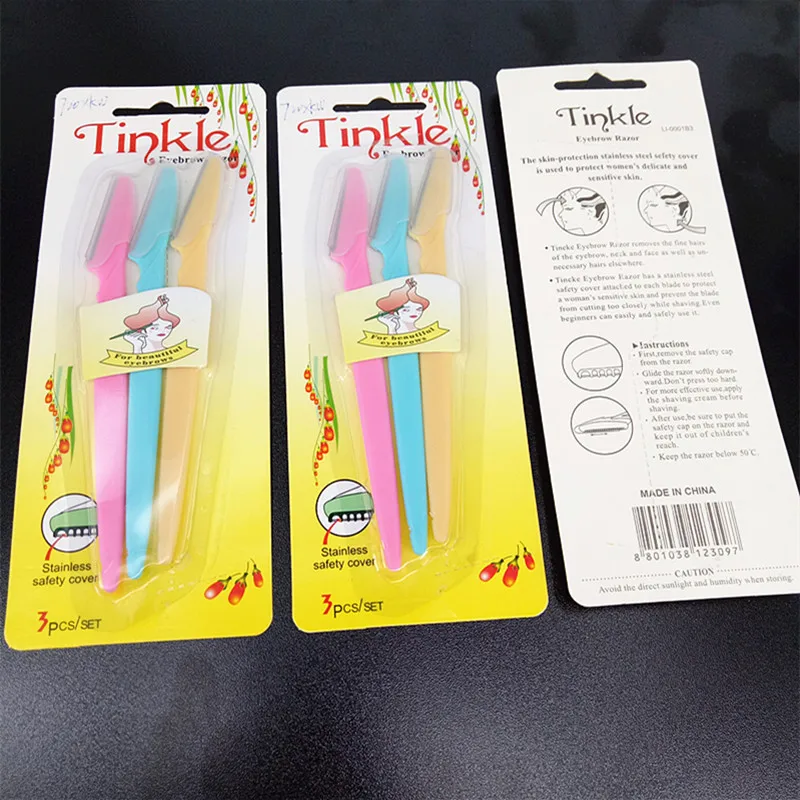 Tinkle
Eyebrow Razor
For beautiful
eyebrows
Stainless
safety cover
3PCS/SET
Tinkle
Eyebrow
For beautiful
eyebrows
Stainless
safety cover
3PCS/SET
Tinkle
LI-0001B3
Eyebrow Razor
The skin-protection stainless steel safety cover
is used to protect women's delicate and
sensitive skin.
• Tineke Eyebrow Rezor removes the fine hairs
of the eyebrow, neck and face as well as un-
necessary hairs elsewhere.
• Tincke Eyebrow Razor has a stainless steel
safety cover attached to each blade to protect
a woman's sensitive skin and prevent the blade
from cutting too closely while shaving.Even
beginners can easily and safely use it.
▶Instructions
• First,remove the safety cap
from the razor.
• Glide the razor softly down-
ward.Don't press too hard.
• For more effective use,apply
the shaving cream before
shaving.
• After use,be sure to put the
safety cap on the razor and
keep it out of children's
reach.
• Keep the razor below 50℃.
MADE IN CHINA
8 801038 123097
CAUTION
Avoid the direct sunlight and humidity when storing.